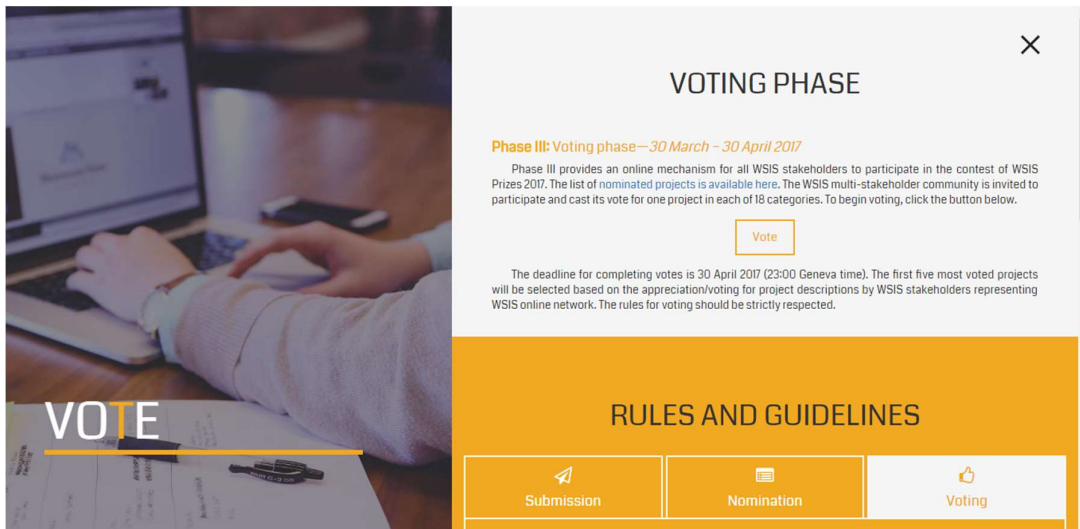 VOTING PHASE
Phase III: Voting phase—30 March – 30 April 2017
Phase III provides an online mechanism for all WSIS stakeholders to participate in the contest of WSIS
Prizes 2017. The list of nominated projects is available here. The WSIS multi-stakeholder community is invited to
participate and cast its vote for one project in each of 18 categories. To begin voting, click the button below.
Vote
The deadline for completing votes is 30 April 2017 (23:00 Geneva time). The first five most voted projects
will be selected based on the appreciation/voting for project descriptions by WSIS stakeholders representing
WSIS online network. The rules for voting should be strictly respected.
VOTE
RULES AND GUIDELINES
Submission
Nomination
Voting